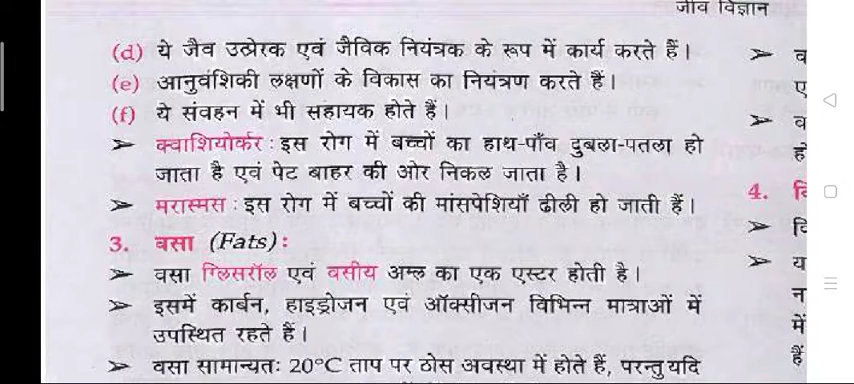 जीव विज्ञान
(d) ये जैव उत्प्रेरक एवं जैविक नियंत्रक के रूप में कार्य करते हैं।
(e) आनुवंशिकी लक्षणों के विकास का नियंत्रण करते हैं।
(f) ये संवहन में भी सहायक होते हैं।
➢ क्वाशियोर्कर : इस रोग में बच्चों का हाथ-पाँव दुबला-पतला हो
जाता है एवं पेट बाहर की ओर निकल जाता है।
➢ मरास्मस : इस रोग में बच्चों की मांसपेशियाँ ढीली हो जाती हैं।
3. वसा (Fats) :
➢ वसा ग्लिसरॉल एवं वसीय अम्ल का एक एस्टर होती है।
➢ इसमें कार्बन, हाइड्रोजन एवं ऑक्सीजन विभिन्न मात्राओं में
उपस्थित रहते हैं।
➢ वसा सामान्यतः 20°C ताप पर ठोस अवस्था में होते हैं, परन्तु यदि
➢ व
ए
➢ व
हो
4.
➢
➢ य
न
में
हैं